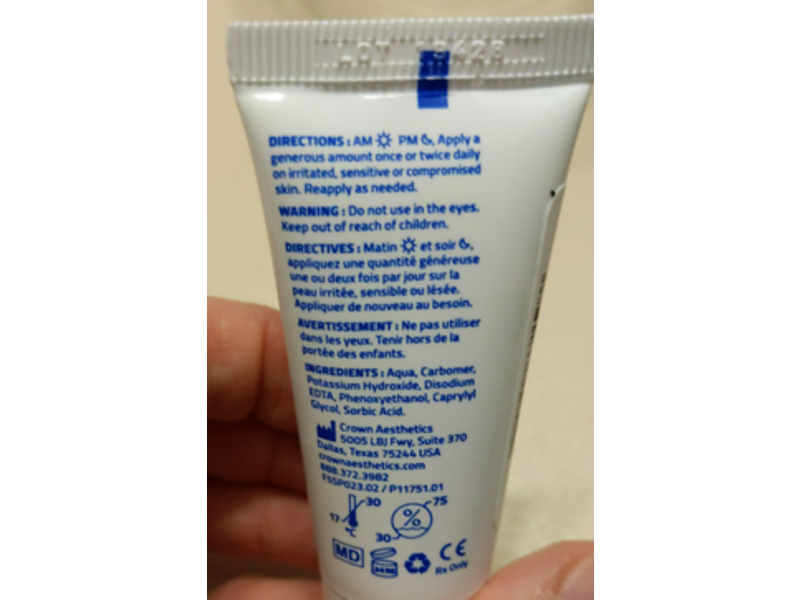 LOT
DIRECTIONS : AM PM , Apply a
generous amount once or twice daily
on irritated, sensitive or compromised
skin. Reapply as needed.
WARNING : Do not use in the eyes.
Keep out of reach of children.
DIRECTIVES : Matin et soir ,
appliquez une quantité généreuse
une ou deux fois par jour sur la
peau irritée, sensible ou lésée.
Appliquer de nouveau au besoin.
AVERTISSEMENT : Ne pas utiliser
dans les yeux. Tenir hors de la
portée des enfants.
INGREDIENTS : Aqua, Carbomer,
Potassium Hydroxide, Disodium
EDTA, Phenoxyethanol, Caprylyl
Glycol, Sorbic Acid.
Crown Aesthetics
5005 LBJ Fwy, Suite 370
Dallas, Texas 75244 USA
crownaesthetics.com
888.372.3982
FSSP023.02 / P11751.01
30 75
17 %
°C 30
MD CE
Rx Only